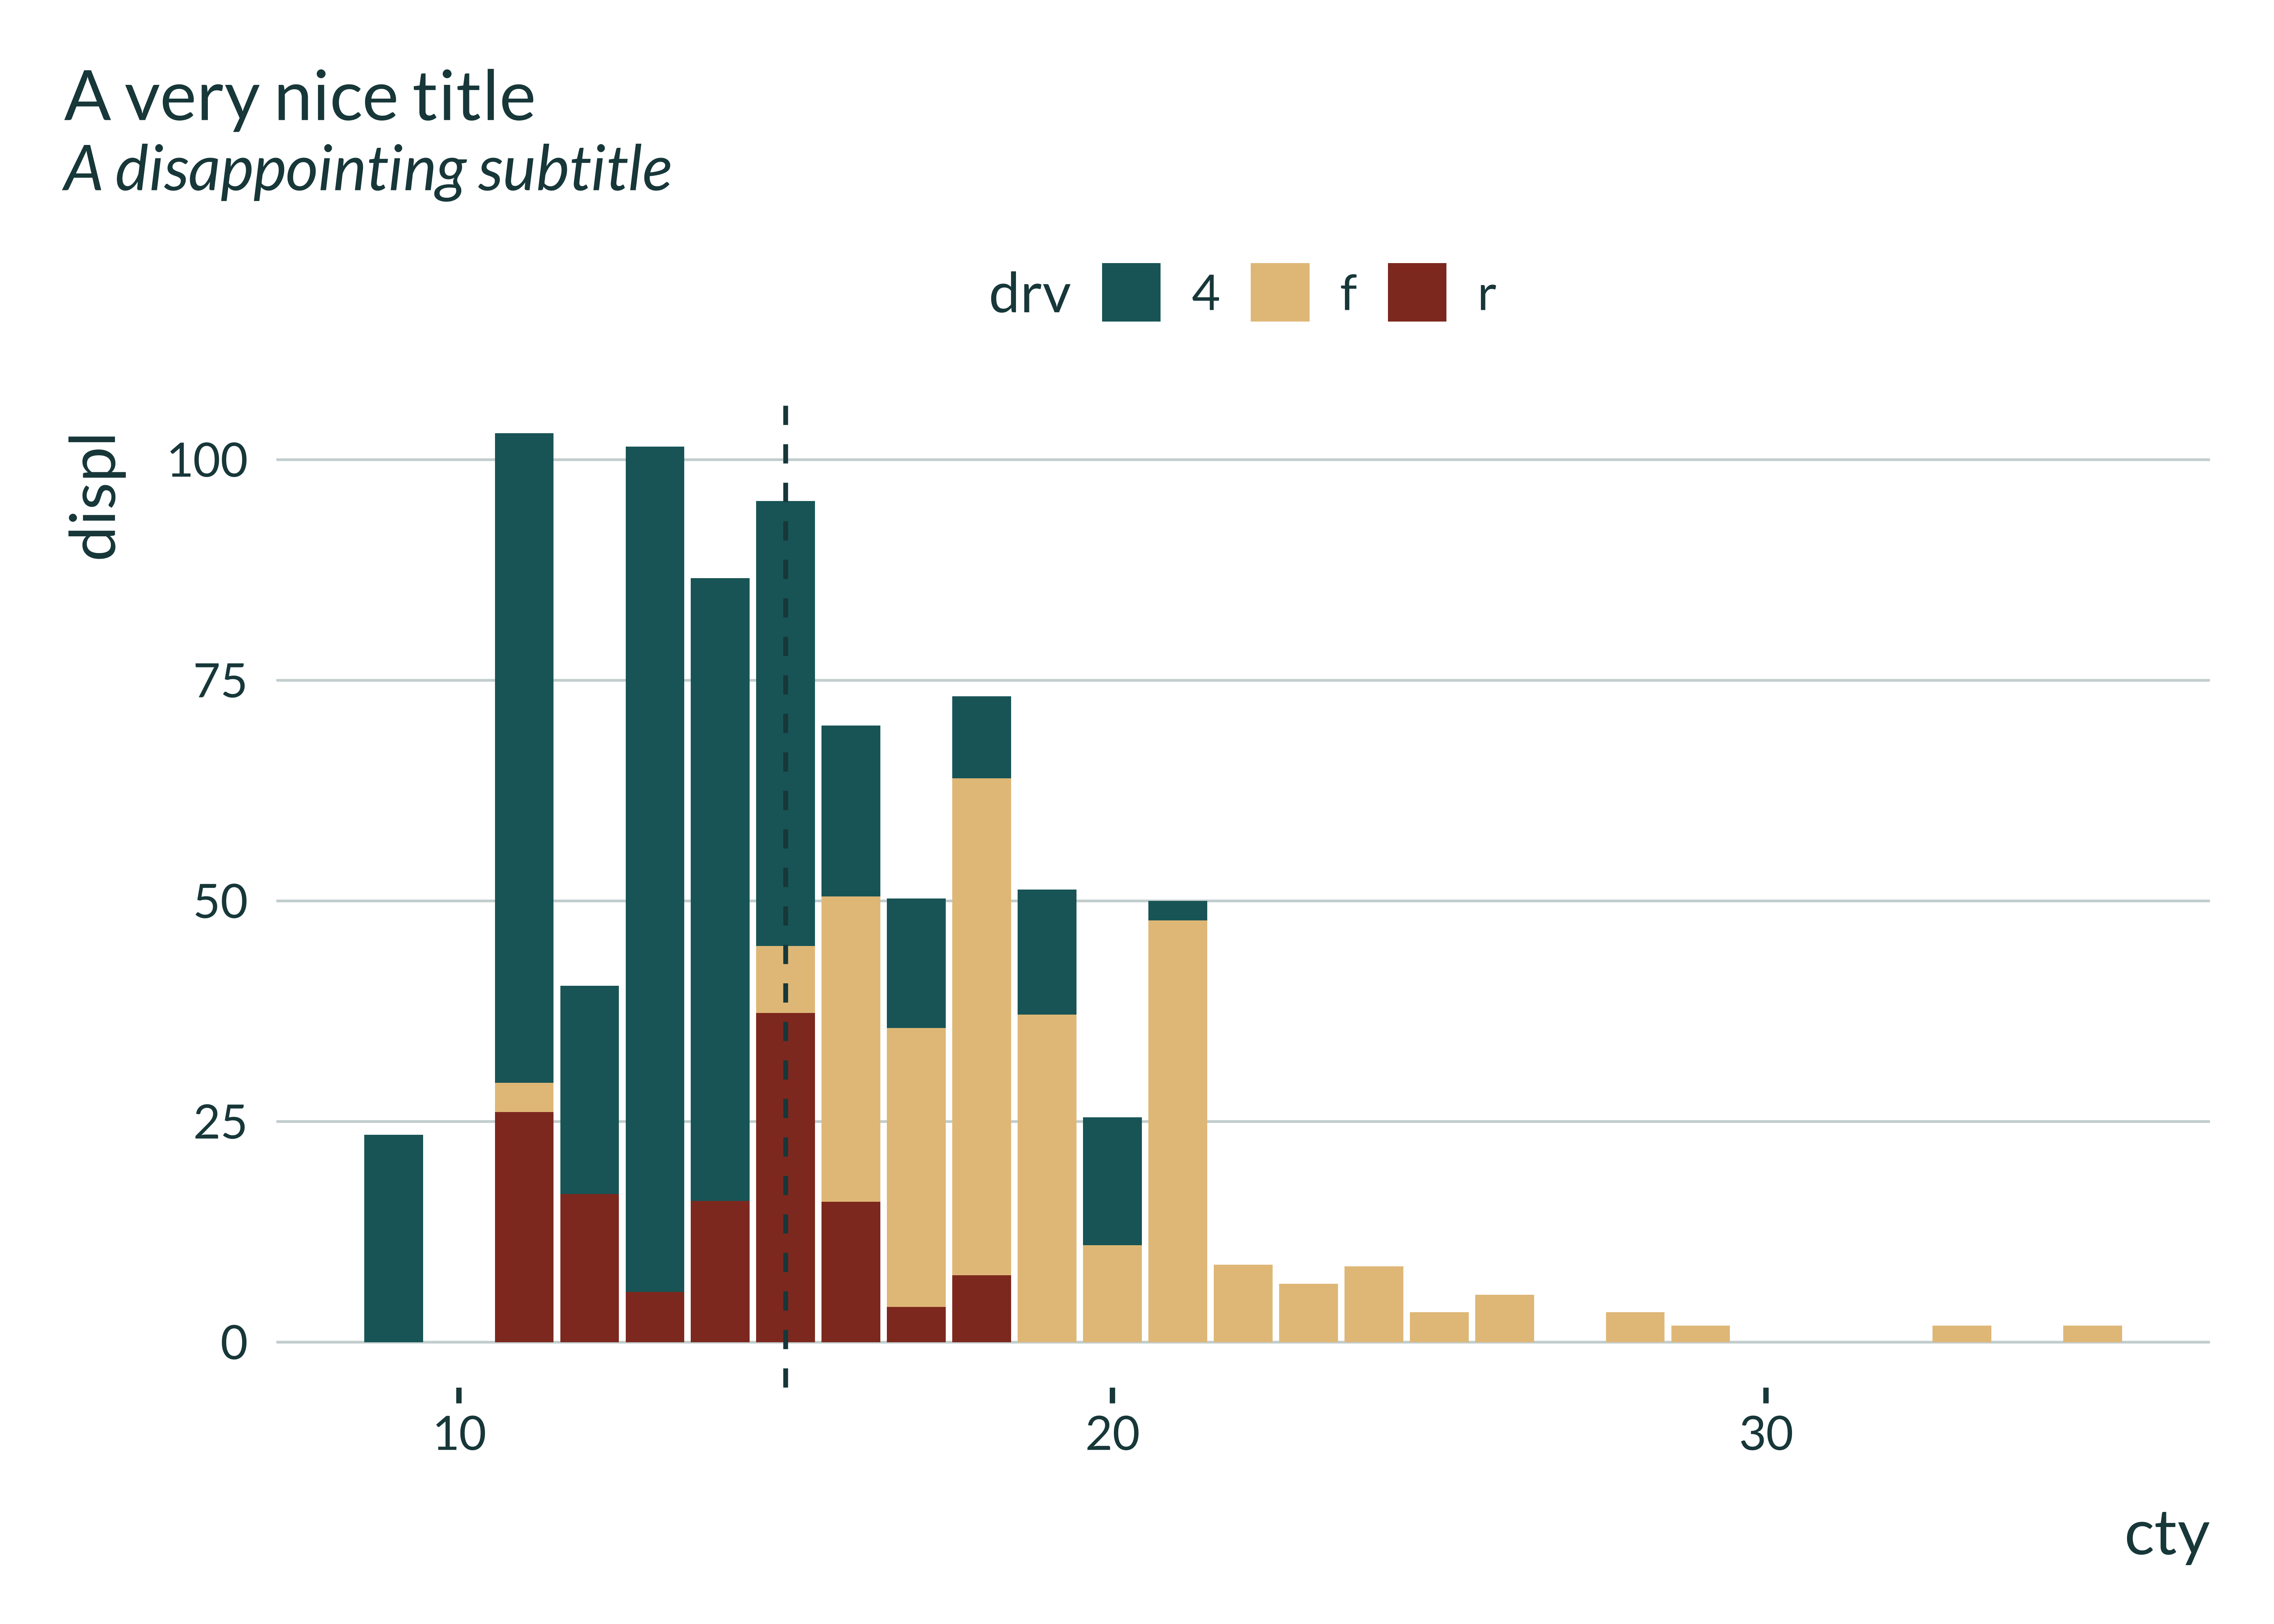 A very nice title
A disappointing subtitle
drv 4 f r
displ
100
75
50
25
0
10 20 30
cty